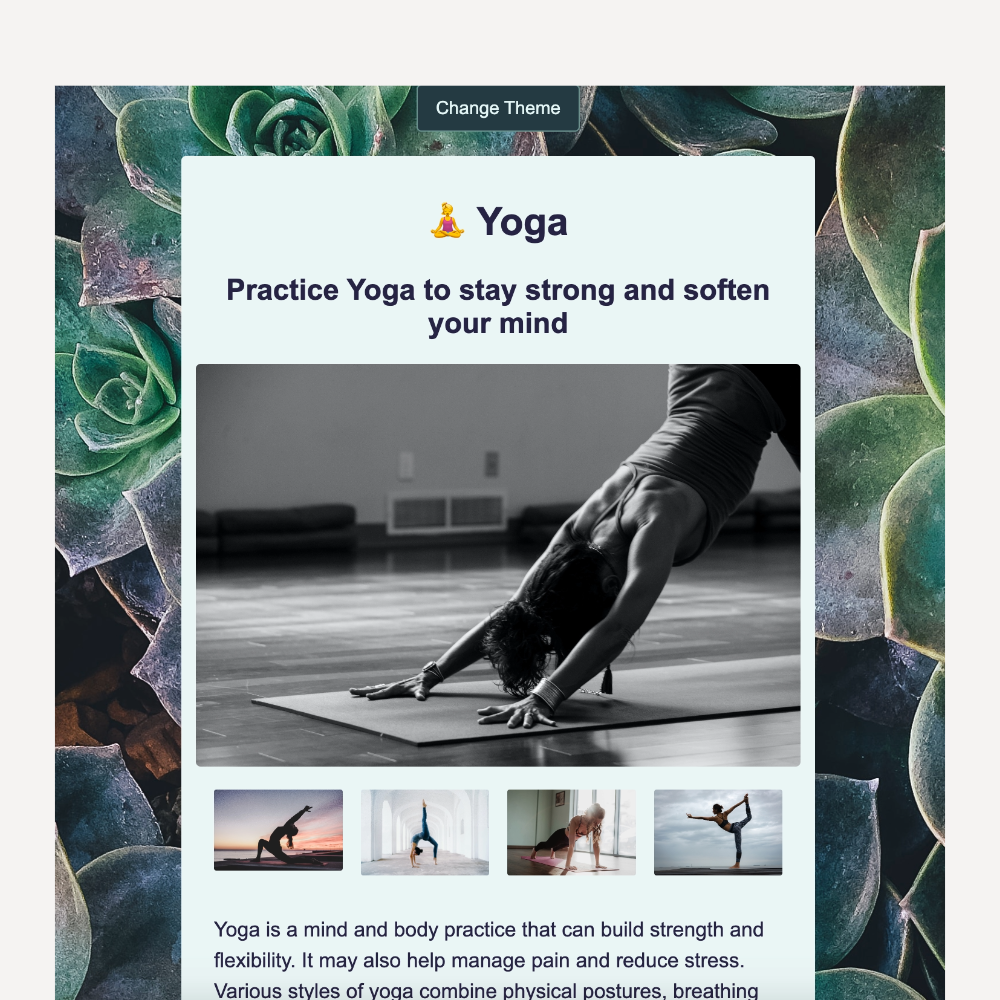 Change Theme
🧘‍♀️ Yoga
Practice Yoga to stay strong and soften
your mind
Yoga is a mind and body practice that can build strength and
flexibility. It may also help manage pain and reduce stress.
Various styles of yoga combine physical postures, breathing